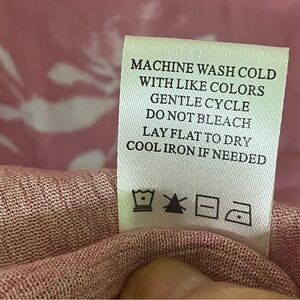 MACHINE WASH COLD
WITH LIKE COLORS
GENTLE CYCLE
DO NOT BLEACH
LAY FLAT TO DRY
COOL IRON IF NEEDED